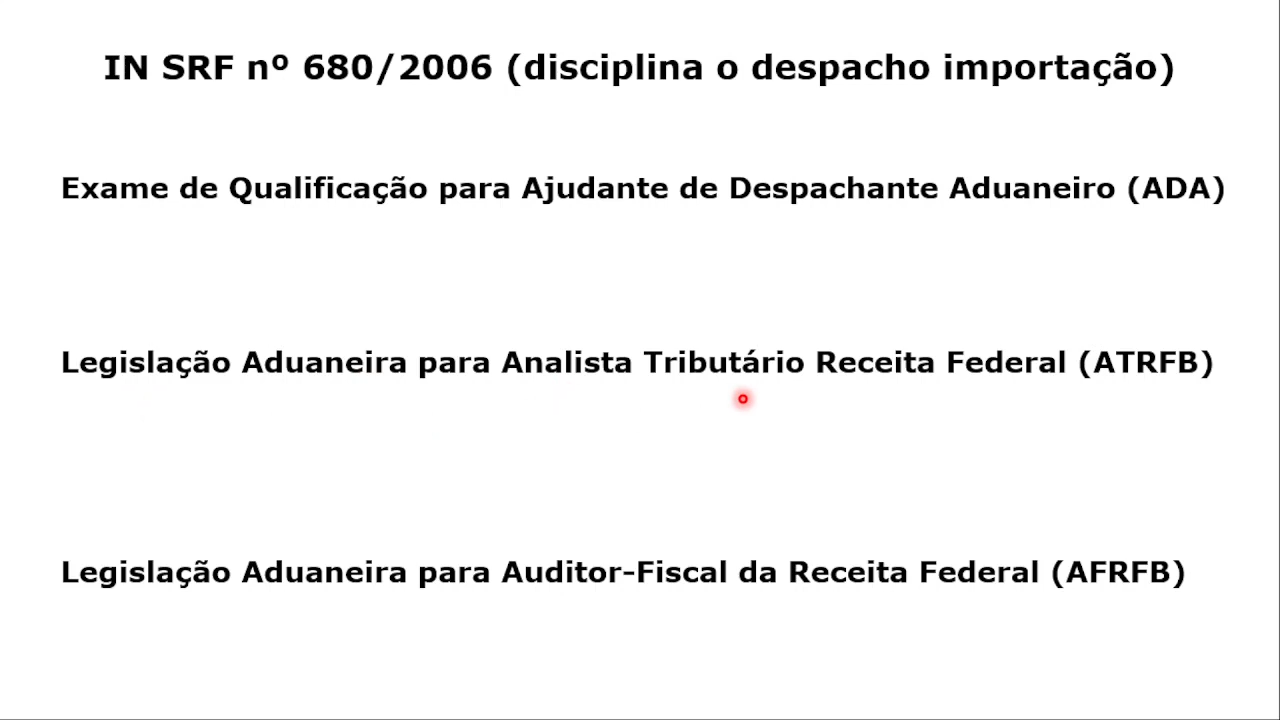 IN SRF nº 680/2006 (disciplina o despacho importação)
Exame de Qualificação para Ajudante de Despachante Aduaneiro (ADA)
Legislação Aduaneira para Analista Tributário Receita Federal (ATRFB)
Legislação Aduaneira para Auditor-Fiscal da Receita Federal (AFRFB)